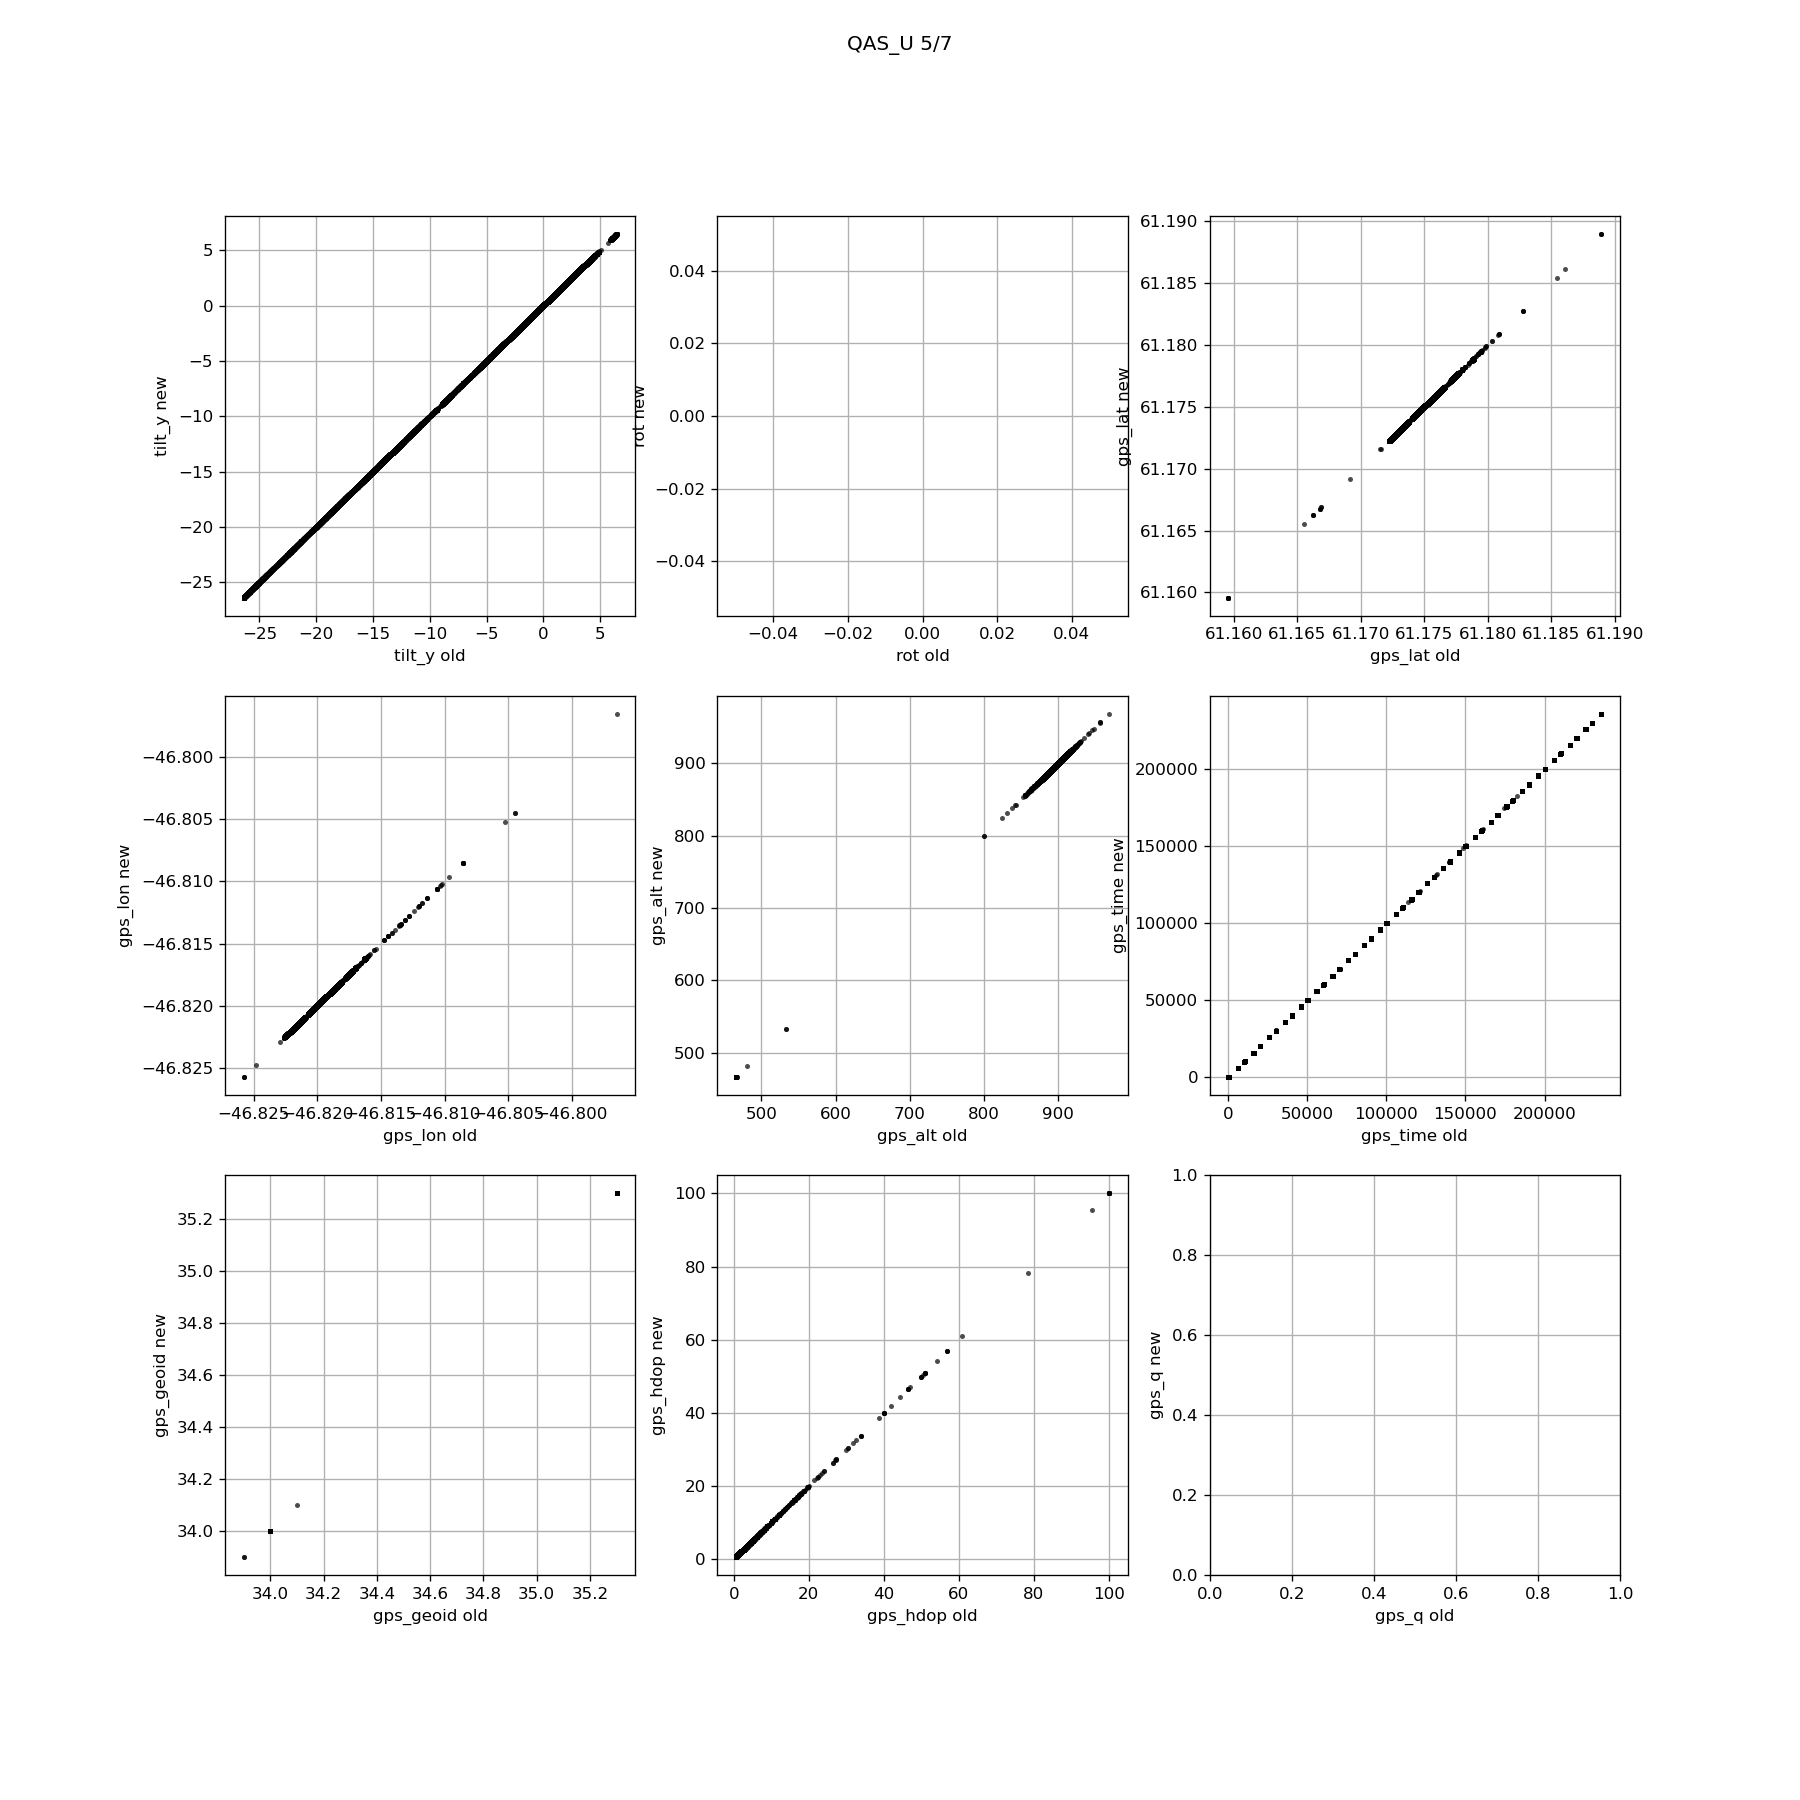 QAS_U 5/7
5
0
−5
−10
−15
−20
−25
tilt_y new
−25 −20 −15 −10 −5 0 5
tilt_y old
0.04
0.02
0.00
−0.02
−0.04
rot new
−0.04 −0.02 0.00 0.02 0.04
rot old
61.190
61.185
61.180
61.175
61.170
61.165
61.160
gps_lat new
61.160 61.165 61.170 61.175 61.180 61.185 61.190
gps_lat old
−46.800
−46.805
−46.810
−46.815
−46.820
−46.825
gps_lon new
−46.825 −46.820 −46.815 −46.810 −46.805 −46.800
gps_lon old
900
800
700
600
500
gps_alt new
500 600 700 800 900
gps_alt old
200000
150000
100000
50000
0
gps_time new
0 50000 100000 150000 200000
gps_time old
35.2
35.0
34.8
34.6
34.4
34.2
34.0
gps_geoid new
34.0 34.2 34.4 34.6 34.8 35.0 35.2
gps_geoid old
100
80
60
40
20
0
gps_hdop new
0 20 40 60 80 100
gps_hdop old
1.0
0.8
0.6
0.4
0.2
0.0
gps_q new
0.0 0.2 0.4 0.6 0.8 1.0
gps_q old